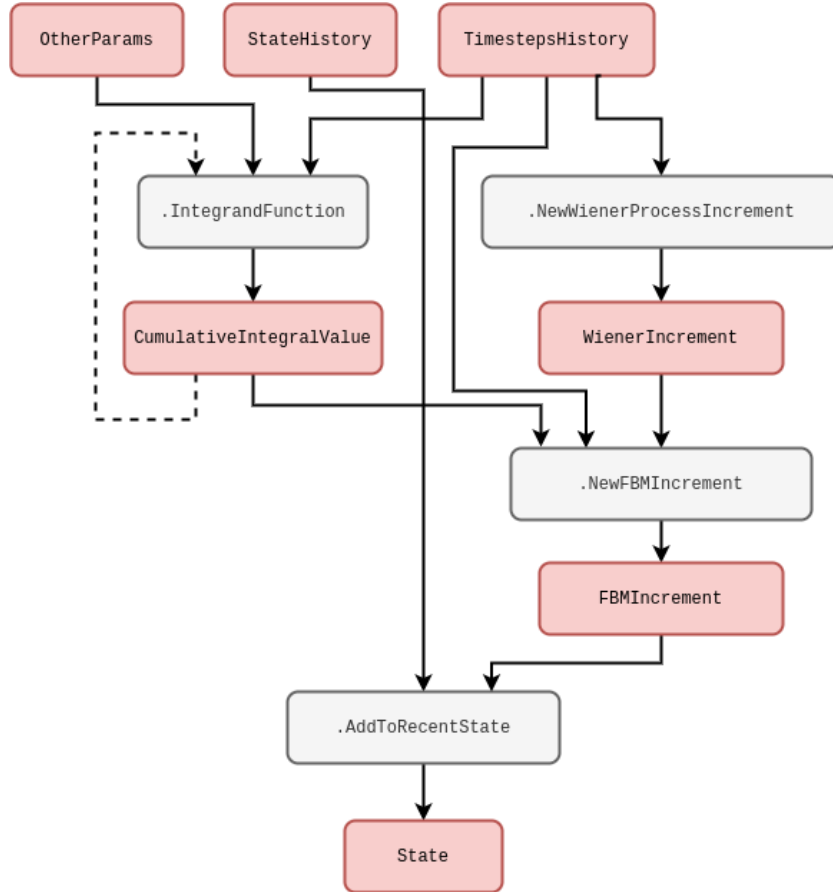 OtherParams
StateHistory
TimestepsHistory
.IntegrandFunction
.NewWienerProcessIncrement
CumulativeIntegralValue
WienerIncrement
.NewFBMIncrement
FBMIncrement
.AddToRecentState
State